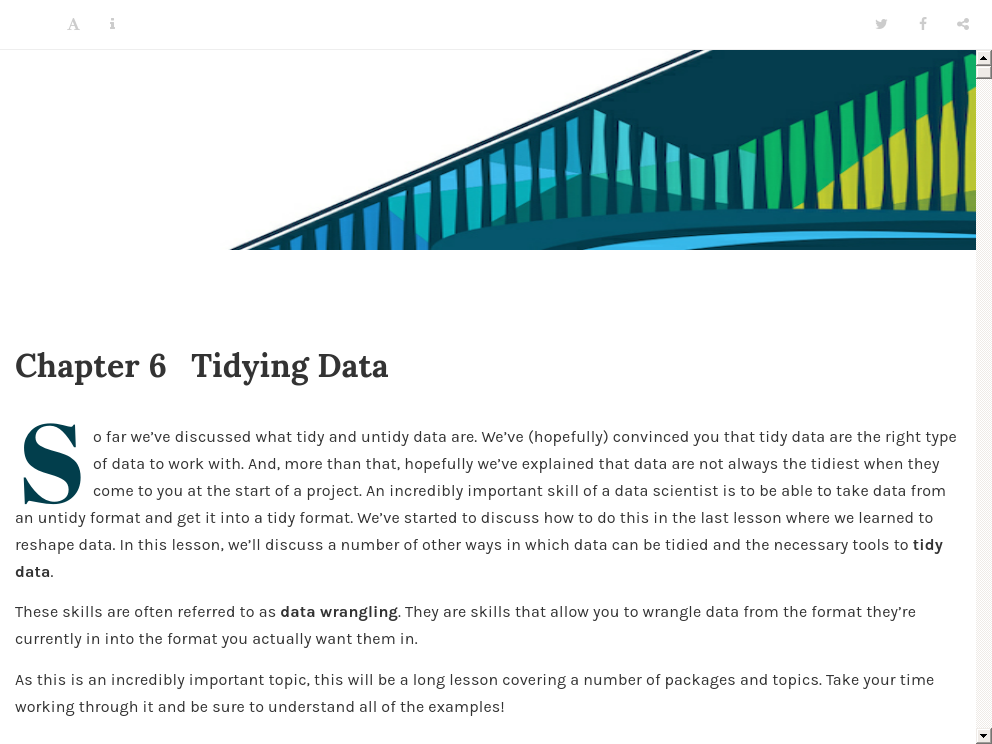 Chapter 6 Tidying Data
So far we’ve discussed what tidy and untidy data are. We’ve (hopefully) convinced you that tidy data are the right type
of data to work with. And, more than that, hopefully we’ve explained that data are not always the tidiest when they
come to you at the start of a project. An incredibly important skill of a data scientist is to be able to take data from
an untidy format and get it into a tidy format. We’ve started to discuss how to do this in the last lesson where we learned to
reshape data. In this lesson, we’ll discuss a number of other ways in which data can be tidied and the necessary tools to tidy
data.
These skills are often referred to as data wrangling. They are skills that allow you to wrangle data from the format they’re
currently in into the format you actually want them in.
As this is an incredibly important topic, this will be a long lesson covering a number of packages and topics. Take your time
working through it and be sure to understand all of the examples!